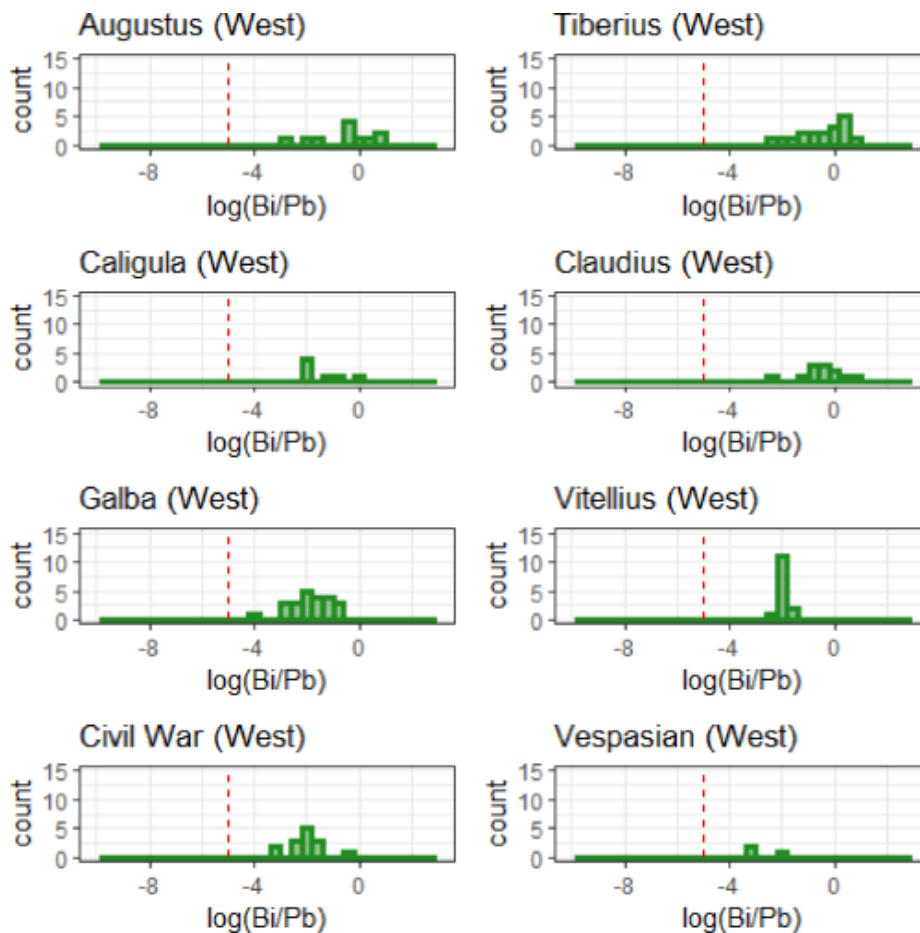 Augustus (West)
15
10
5
0
count
-8 -4 0
log(Bi/Pb)
Tiberius (West)
15
10
5
0
count
-8 -4 0
log(Bi/Pb)
Caligula (West)
15
10
5
0
count
-8 -4 0
log(Bi/Pb)
Claudius (West)
15
10
5
0
count
-8 -4 0
log(Bi/Pb)
Galba (West)
15
10
5
0
count
-8 -4 0
log(Bi/Pb)
Vitellius (West)
15
10
5
0
count
-8 -4 0
log(Bi/Pb)
Civil War (West)
15
10
5
0
count
-8 -4 0
log(Bi/Pb)
Vespasian (West)
15
10
5
0
count
-8 -4 0
log(Bi/Pb)